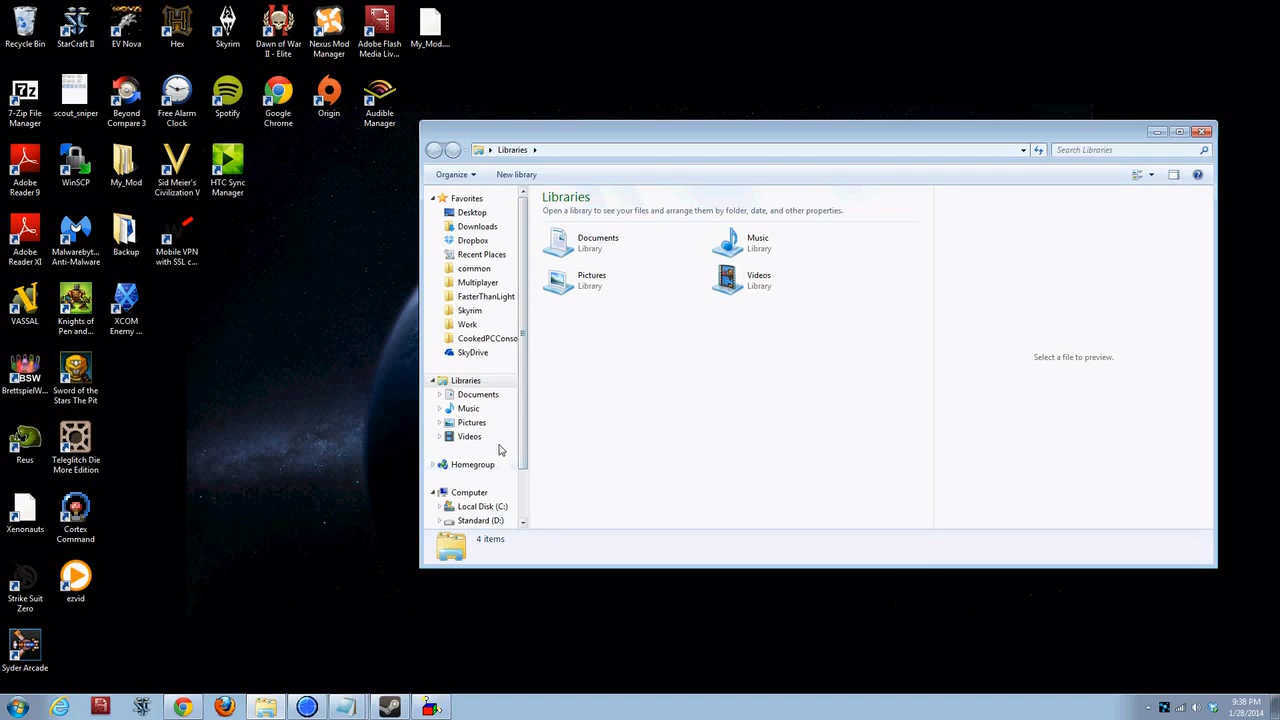 Recycle Bin
StarCraft II
EV Nova
Hex
Skyrim
Dawn of War
II - Elite
Nexus Mod
Manager
Adobe Flash
Media Liv...
My_Mod....
7-Zip File
Manager
scout_sniper
Beyond
Compare 3
Free Alarm
Clock
Spotify
Google
Chrome
Origin
Audible
Manager
Adobe
Reader 9
WinSCP
My_Mod
Sid Meier's
Civilization V
HTC Sync
Manager
Adobe
Reader XI
Malwareby...
Anti-Malware
Backup
Mobile VPN
with SSL c...
VASSAL
Knights of
Pen and...
XCOM
Enemy ...
BSW
BrettspielW...
Sword of the
Stars The Pit
Reus
Teleglitch Die
More Edition
Xenonauts
Cortex
Command
Strike Suit
Zero
ezvid
Syder Arcade
Libraries
Search Libraries
Organize
New library
Favorites
Desktop
Downloads
Dropbox
Recent Places
common
Multiplayer
FasterThanLight
Skyrim
Work
CookedPCConso
SkyDrive
Libraries
Documents
Music
Pictures
Videos
Homegroup
Computer
Local Disk (C:)
Standard (D:)
Libraries
Open a library to see your files and arrange them by folder, date, and other properties.
Documents
Library
Music
Library
Pictures
Library
Videos
Library
Select a file to preview.
4 items
9:38 PM
1/28/2014